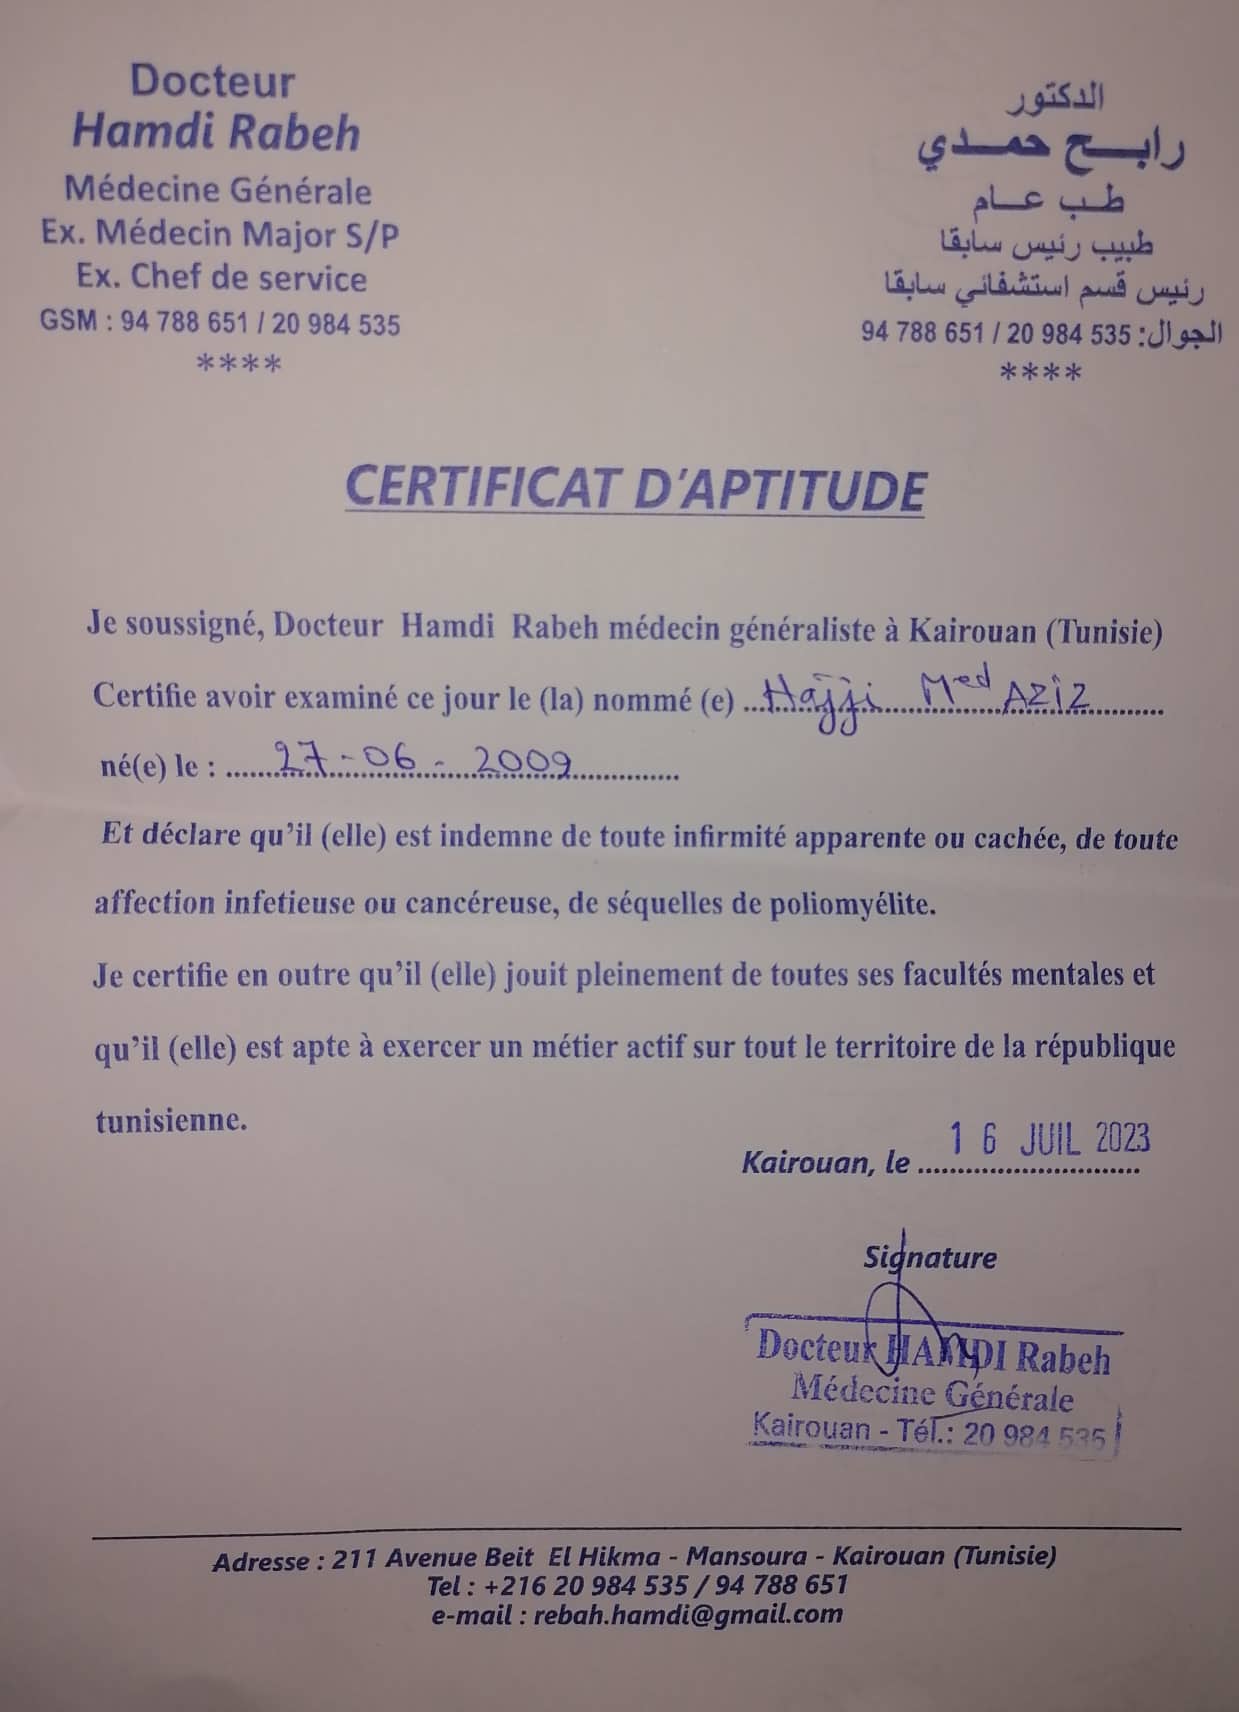 Docteur
Hamdi Rabeh
Médecine Générale
Ex. Médecin Major S/P
Ex. Chef de service
GSM : 94 788 651 / 20 984 535
****
الدكتور
رابح حمدي
طب عام
طبيب رئيس سابقا
رئيس قسم استشفائي سابقا
الجوال: 94 788 651 / 20 984 535
****
CERTIFICAT D'APTITUDE
Je soussigné, Docteur Hamdi Rabeh médecin généraliste à Kairouan (Tunisie)
Certifie avoir examiné ce jour le (la) nommé (e) Hajji Med Aziz
né(e) le : 27-06-2009
Et déclare qu'il (elle) est indemne de toute infirmité apparente ou cachée, de toute
affection infetieuse ou cancéreuse, de séquelles de poliomyélite.
Je certifie en outre qu'il (elle) jouit pleinement de toutes ses facultés mentales et
qu'il (elle) est apte à exercer un métier actif sur tout le territoire de la république
tunisienne.
Kairouan, le 16 JUIL 2023
Signature
Docteur HAMDI Rabeh
Médecine Générale
Kairouan - Tél.: 20 984 535
Adresse : 211 Avenue Beit El Hikma - Mansoura - Kairouan (Tunisie)
Tel : +216 20 984 535 / 94 788 651
e-mail : rebah.hamdi@gmail.com